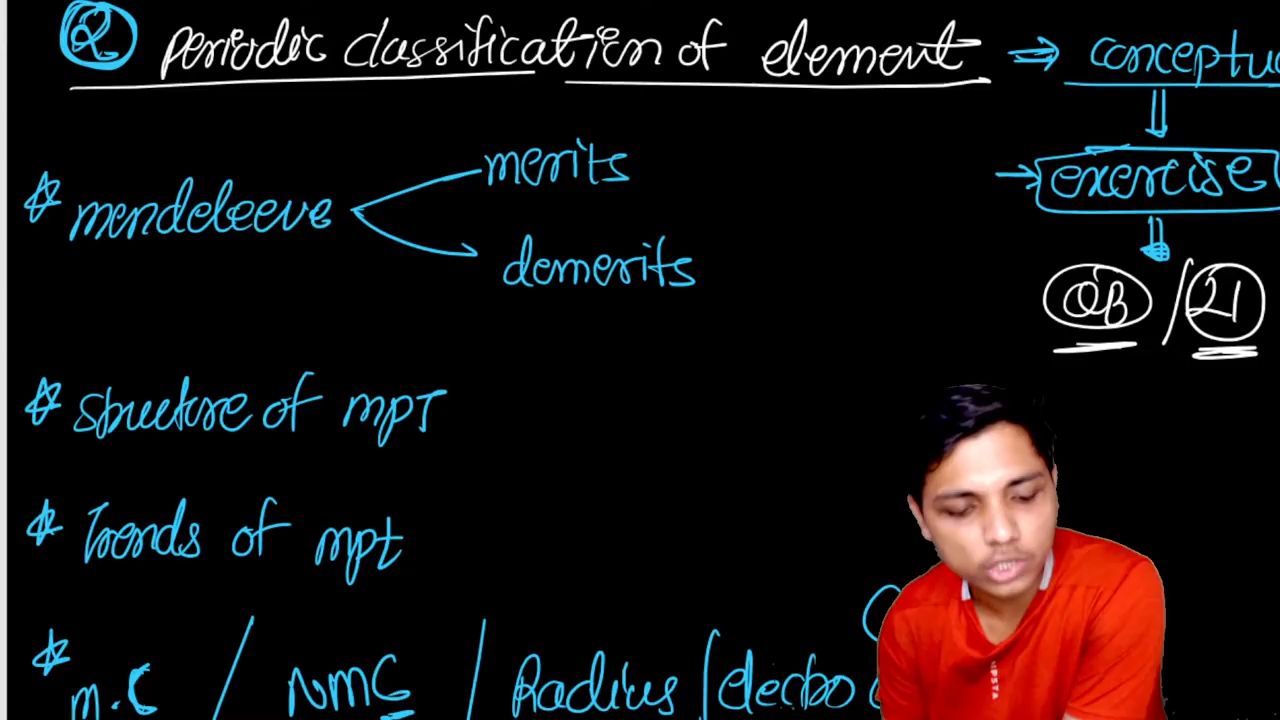 2 periodic classification of element ⇒ conceptu
merits
* mendeleeve
demerits
→ exercise
QB / 21
* structure of MPT
* Trends of mpt
* m.C / NMC / Radius / electro